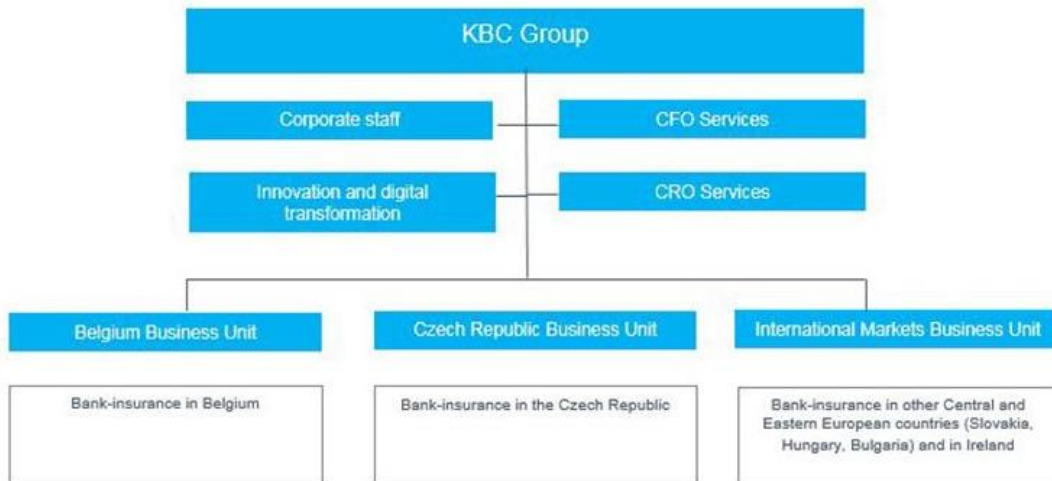 KBC Group
Corporate staff
CFO Services
Innovation and digital
transformation
CRO Services
Belgium Business Unit
Czech Republic Business Unit
International Markets Business Unit
Bank-insurance in Belgium
Bank-insurance in the Czech Republic
Bank-insurance in other Central and
Eastern European countries (Slovakia,
Hungary, Bulgaria) and in Ireland